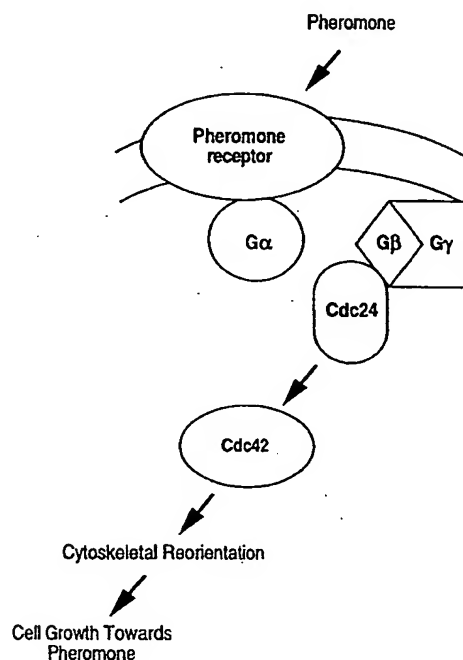 Pheromone
Pheromone
receptor
Gα
Gβ
Gγ
Cdc24
Cdc42
Cytoskeletal Reorientation
Cell Growth Towards
Pheromone